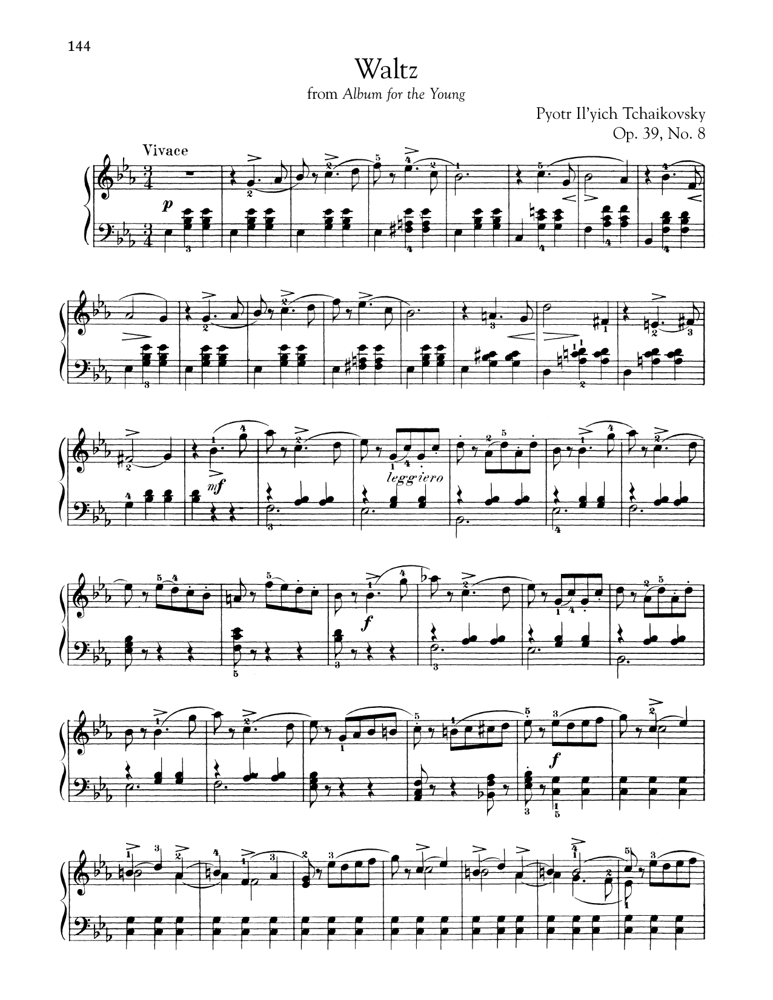 144
Waltz
from Album for the Young
Pyotr Il'yich Tchaikovsky
Op. 39, No. 8
Vivace
p
mf
leggiero
f
f